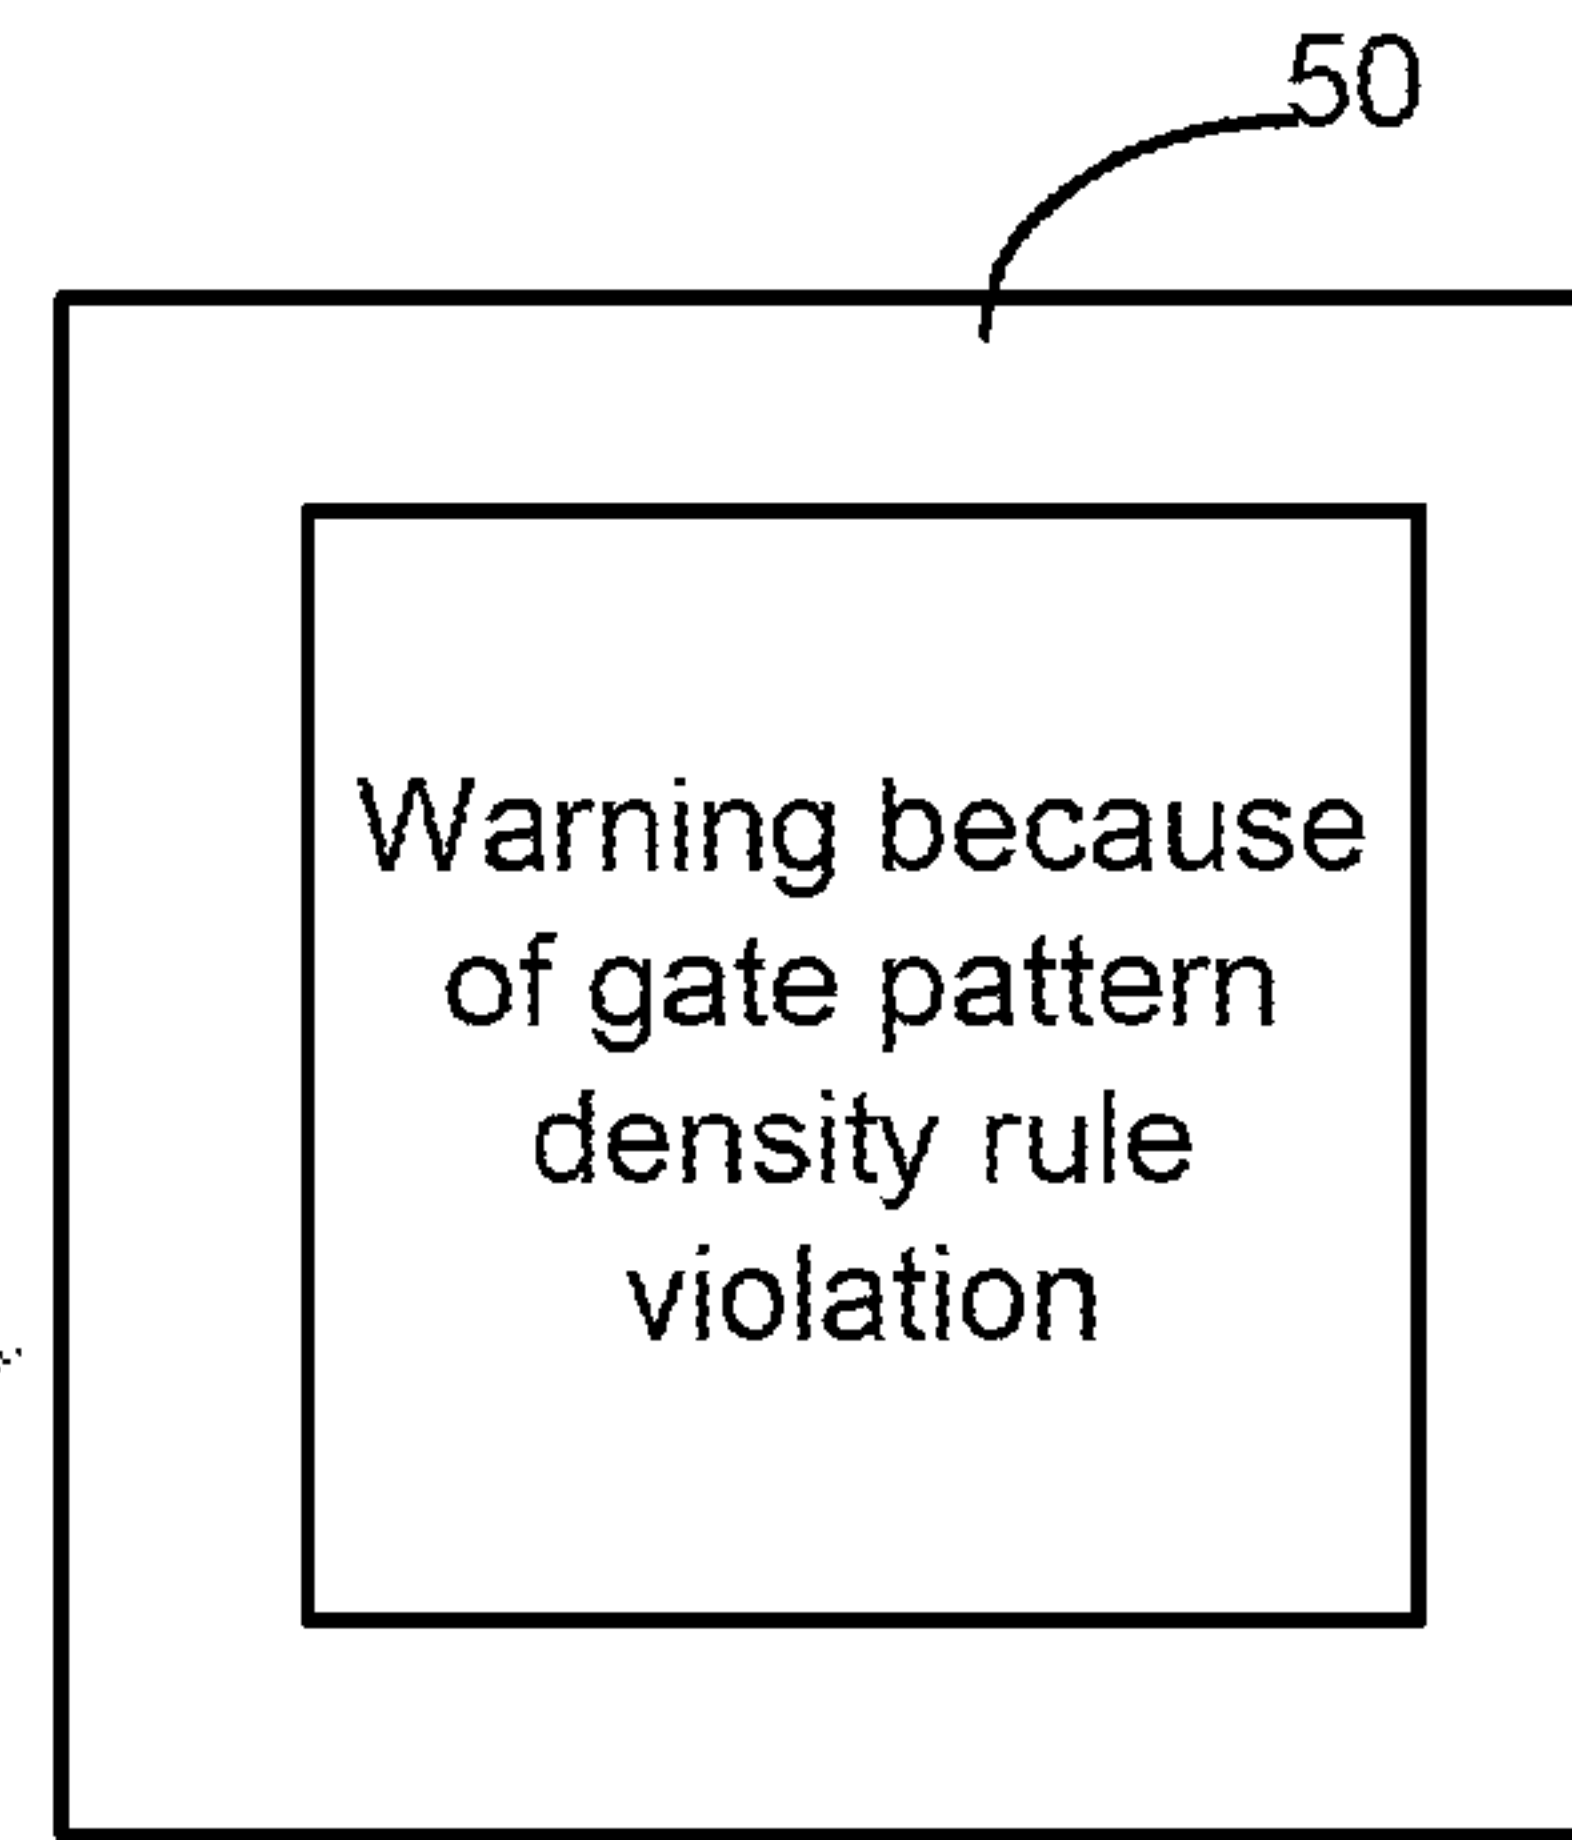 50
Warning because
of gate pattern
density rule
violation